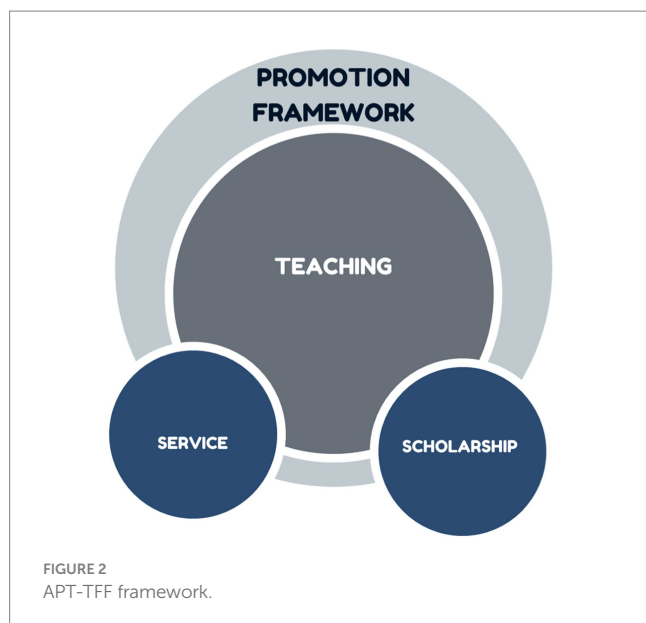 PROMOTION
FRAMEWORK
TEACHING
SERVICE
SCHOLARSHIP
FIGURE 2
APT-TFF framework.